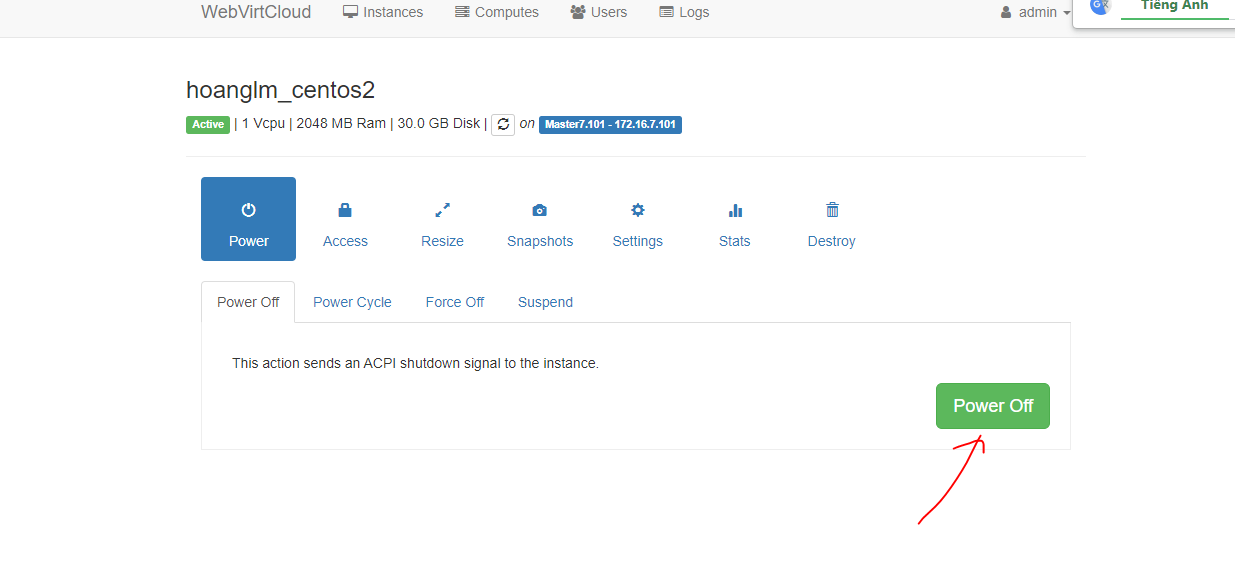 WebVirtCloud Instances Computes Users Logs admin Tiếng Anh
hoanglm_centos2
Active | 1 Vcpu | 2048 MB Ram | 30.0 GB Disk | on Master7.101 - 172.16.7.101
Power Access Resize Snapshots Settings Stats Destroy
Power Off Power Cycle Force Off Suspend
This action sends an ACPI shutdown signal to the instance.
Power Off